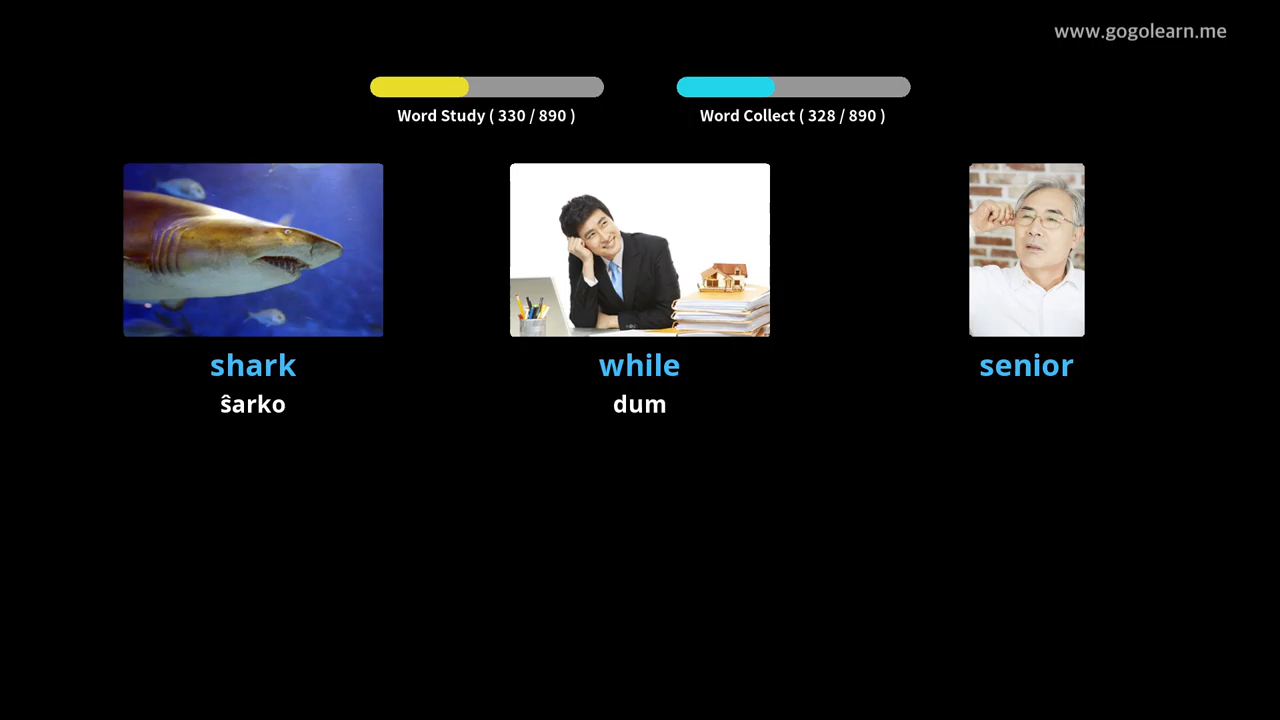 www.gogolearn.me
Word Study ( 330 / 890 )
Word Collect ( 328 / 890 )
shark
ŝarko
while
dum
senior